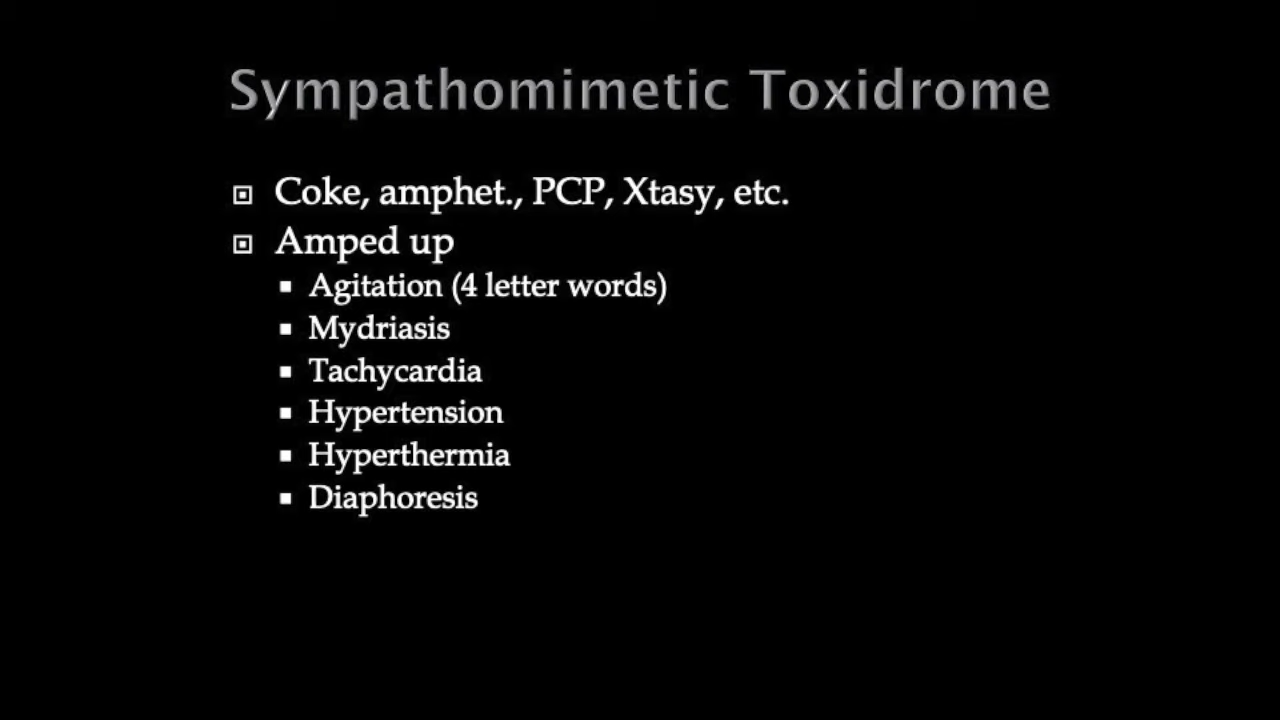 Sympathomimetic Toxidrome
Coke, amphet., PCP, Xtasy, etc.
Amped up
Agitation (4 letter words)
Mydriasis
Tachycardia
Hypertension
Hyperthermia
Diaphoresis